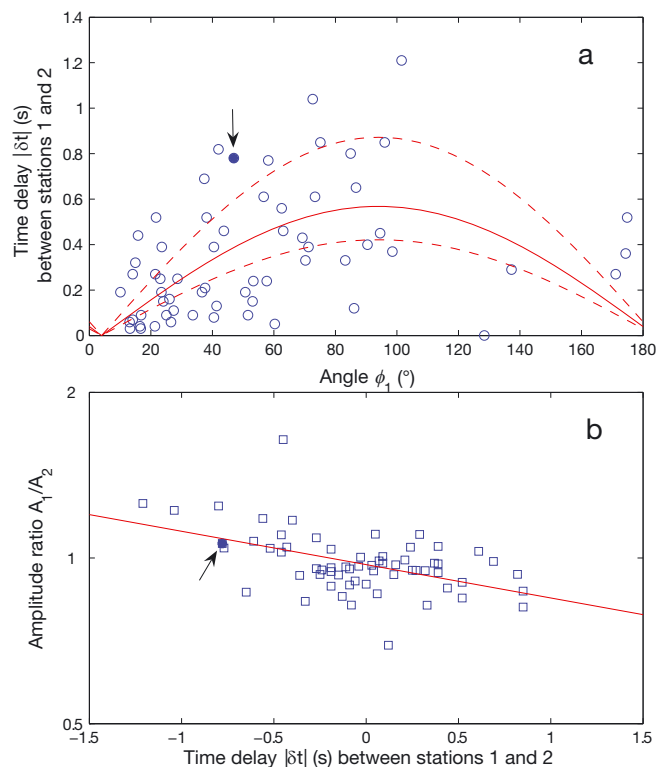 a
Time delay |δt| (s)
between stations 1 and 2
1.4
1.2
1
0.8
0.6
0.4
0.2
0
0 20 40 60 80 100 120 140 160 180
Angle ϕ₁ (°)
b
Amplitude ratio A₁/A₂
2
1
0.5
-1.5 -1 -0.5 0 0.5 1 1.5
Time delay |δt| (s) between stations 1 and 2